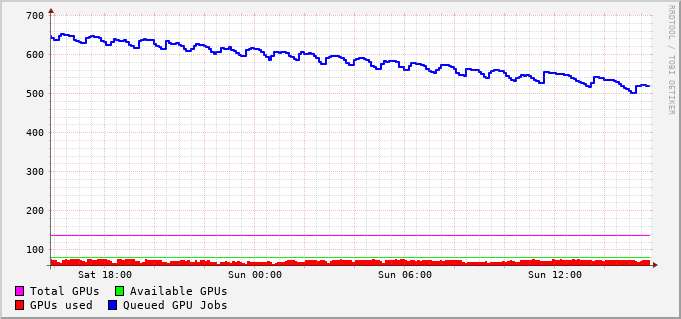 700
600
500
400
300
200
100
Sat 18:00 Sun 00:00 Sun 06:00 Sun 12:00
Total GPUs Available GPUs
GPUs used Queued GPU Jobs
RRDTOOL / TOBI OETIKER